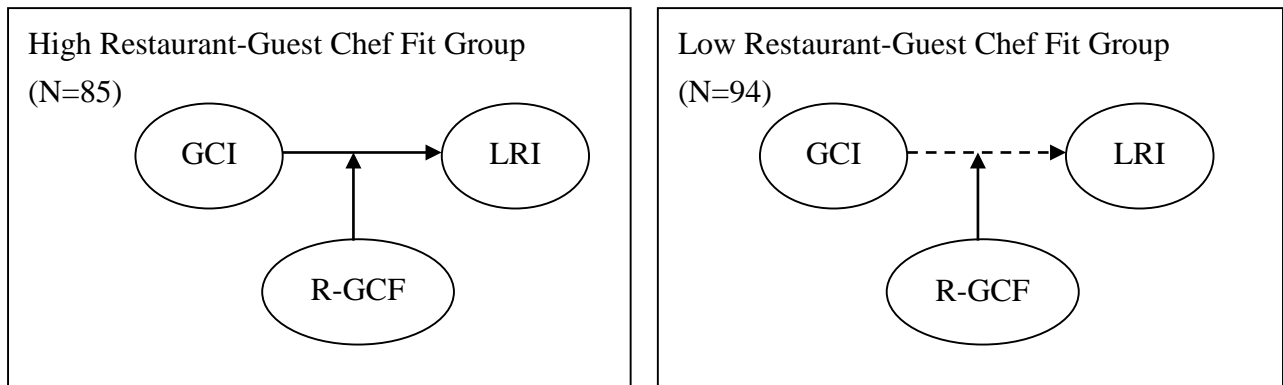 High Restaurant-Guest Chef Fit Group
(N=85)
GCI
LRI
R-GCF
Low Restaurant-Guest Chef Fit Group
(N=94)
GCI
LRI
R-GCF